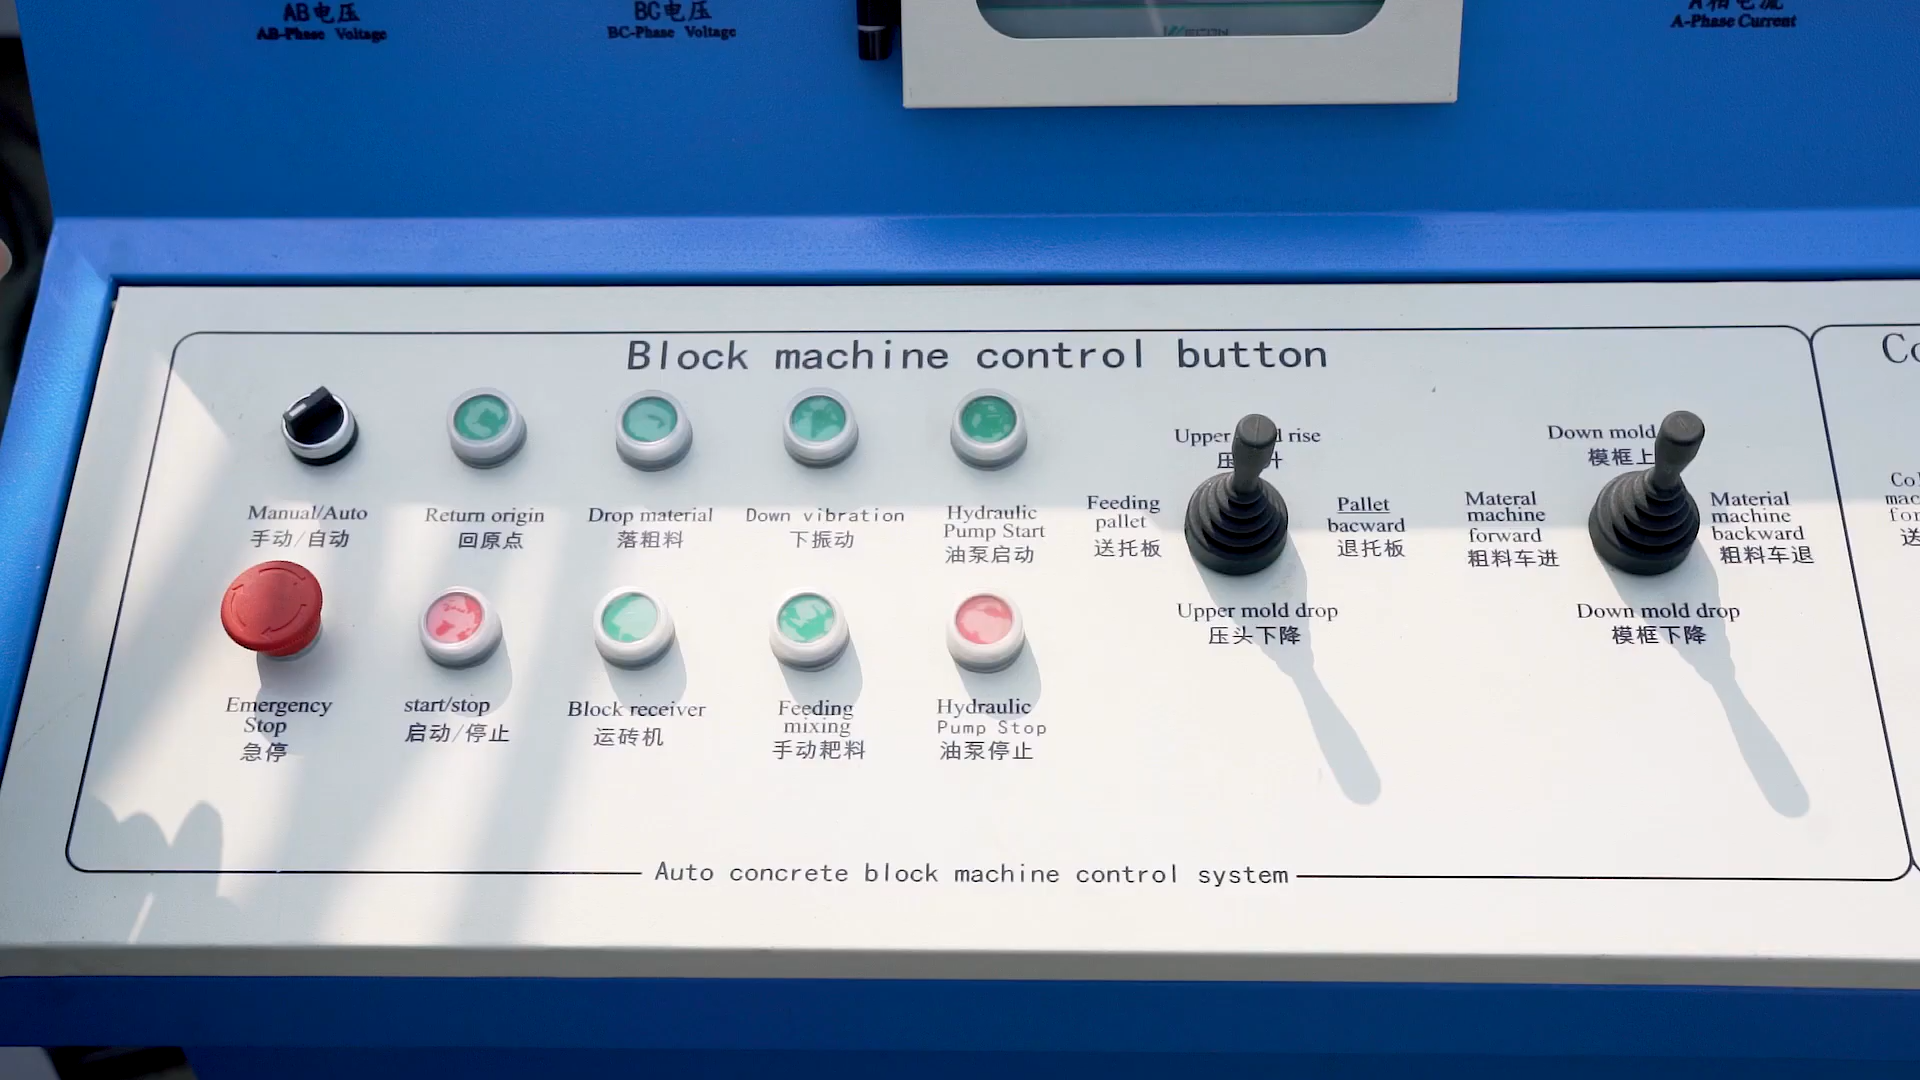 AB电压
AB-Phase Voltage
BC电压
BC-Phase Voltage
WECON
A-Phase Current
Block machine control button
Manual/Auto
手动/自动
Return origin
回原点
Drop material
落粗料
Down vibration
下振动
Hydraulic
Pump Start
油泵启动
Emergency
Stop
急停
start/stop
启动/停止
Block receiver
运砖机
Feeding
mixing
手动耙料
Hydraulic
Pump Stop
油泵停止
Upper rise
压 升
Feeding
pallet
送托板
Pallet
bacward
退托板
Upper mold drop
压头下降
Down mold
模框上
Materal
machine
forward
粗料车进
Material
machine
backward
粗料车退
Down mold drop
模框下降
Auto concrete block machine control system